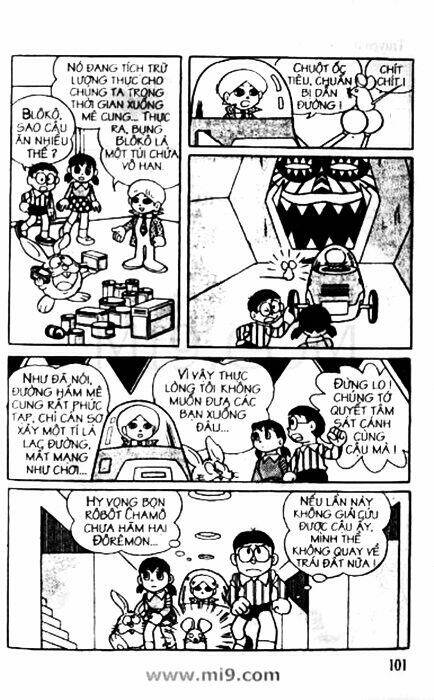 BLÔKÔ,
SAO CẬU
ĂN NHIỀU
THẾ ?
NÓ ĐANG TÍCH TRỮ
LƯỢNG THỰC CHO
CHÚNG TA TRONG
THỜI GIAN XUỐNG
MÊ CUNG... THỰC
RA, BỤNG
BLÔKÔ LÀ
MỘT TÚI CHỨA
VÔ HẠN.
CHUỘT ỐC
TIÊU, CHUẨN
BỊ DẪN
ĐƯỜNG !
CHÍT
CHÍT !
NHƯ ĐÃ NÓI,
ĐƯỜNG HẦM MÊ
CUNG RẤT PHỨC
TẠP, CHỈ CẦN SƠ
XẨY MỘT TÍ LÀ
LẠC ĐƯỜNG,
MẤT MẠNG
NHƯ CHƠI...
VÌ VẬY THỰC
LÒNG TÔI KHÔNG
MUỐN ĐƯA CÁC
BẠN XUỐNG
ĐÂU...
ĐỪNG LO !
CHÚNG TỚ
QUYẾT TÂM
SÁT CÁNH
CÙNG
CẬU MÀ !
HY VỌNG BỌN
RÔBỐT CHAMÔ
CHƯA HÃM HẠI
ĐÔRÊMON...
NẾU LẦN NÀY
KHÔNG GIẢI CỨU
ĐƯỢC CẬU ẤY,
MÌNH THỀ
KHÔNG QUAY VỀ
TRÁI ĐẤT NỮA !
101
www.mi9.com